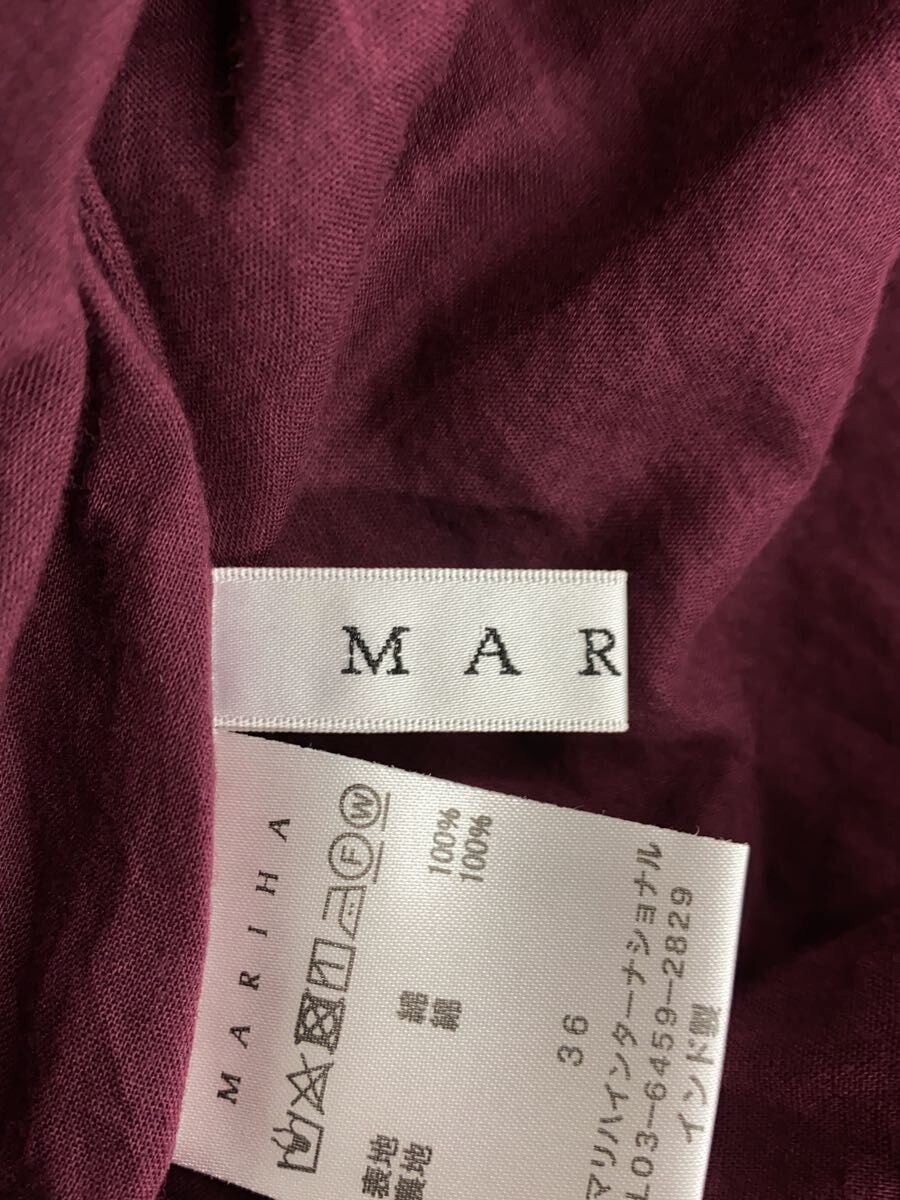 MAR
MARIHA
表地 綿 100%
裏地 綿 100%
36
マリハインターナショナル
L03-6459-2829
インド製